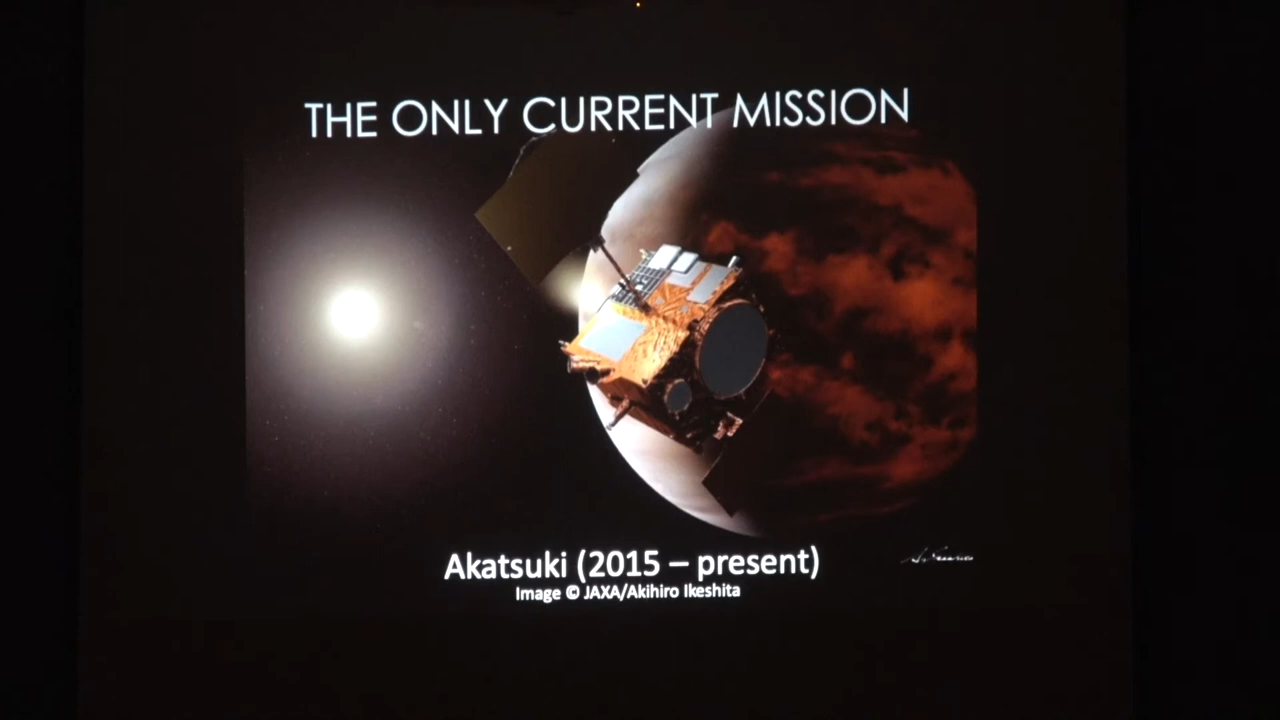 THE ONLY CURRENT MISSION
Akatsuki (2015 – present)
Image © JAXA/Akihiro Ikeshita